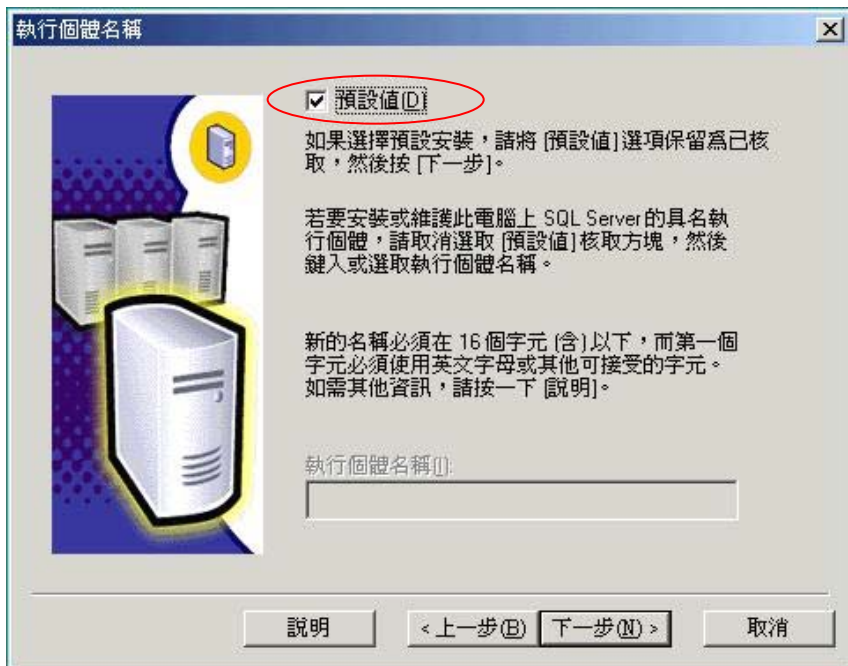 執行個體名稱
預設值(D)
如果選擇預設安裝，請將 [預設值] 選項保留為已核
取，然後按 [下一步]。
若要安裝或維護此電腦上 SQL Server 的具名執
行個體，請取消選取 [預設值] 核取方塊，然後
鍵入或選取執行個體名稱。
新的名稱必須在 16 個字元 (含) 以下，而第一個
字元必須使用英文字母或其他可接受的字元。
如需其他資訊，請按一下 [說明]。
執行個體名稱(I):
說明
< 上一步(B)
下一步(N) >
取消